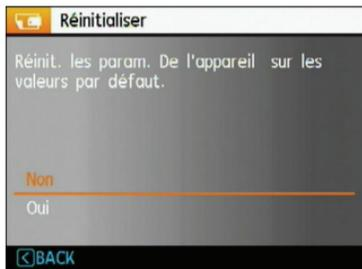 Réinitialiser
Réinit. les param. De l'appareil sur les
valeurs par défaut.
Non
Oui
BACK